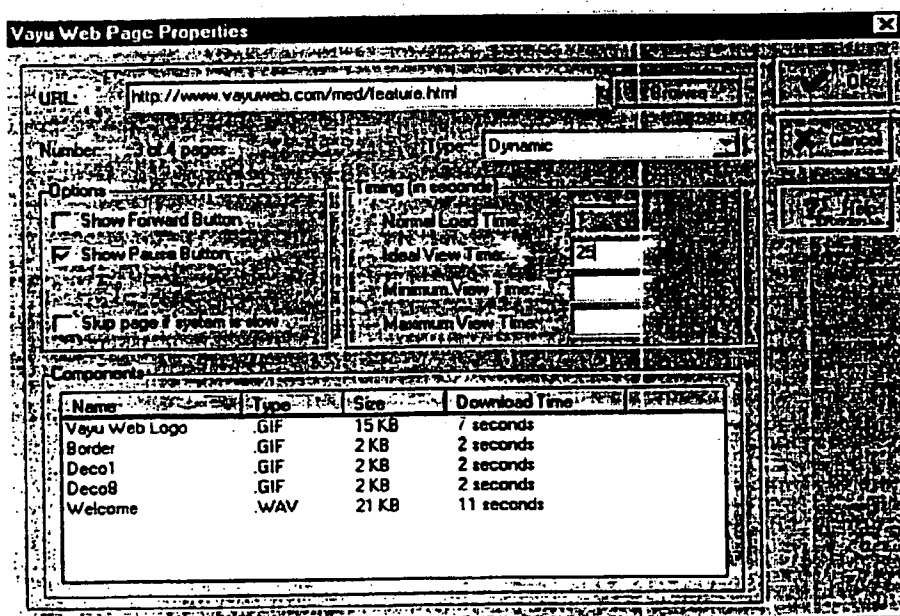 Vayu Web Page Properties
URL: http://www.vayuweb.com/med/feature.html Browse OK
Number: 3 of 4 pages Type: Dynamic Cancel
Options Timing (in seconds)
Show Forward Button Normal Load Time: Help
Show Pause Button Ideal View Time: 25
Minimum View Time:
Skip page if system is slow Maximum View Time:
Components
Name Type Size Download Time
Vayu Web Logo .GIF 15 KB 7 seconds
Border .GIF 2 KB 2 seconds
Deco1 .GIF 2 KB 2 seconds
Deco8 .GIF 2 KB 2 seconds
Welcome .WAV 21 KB 11 seconds